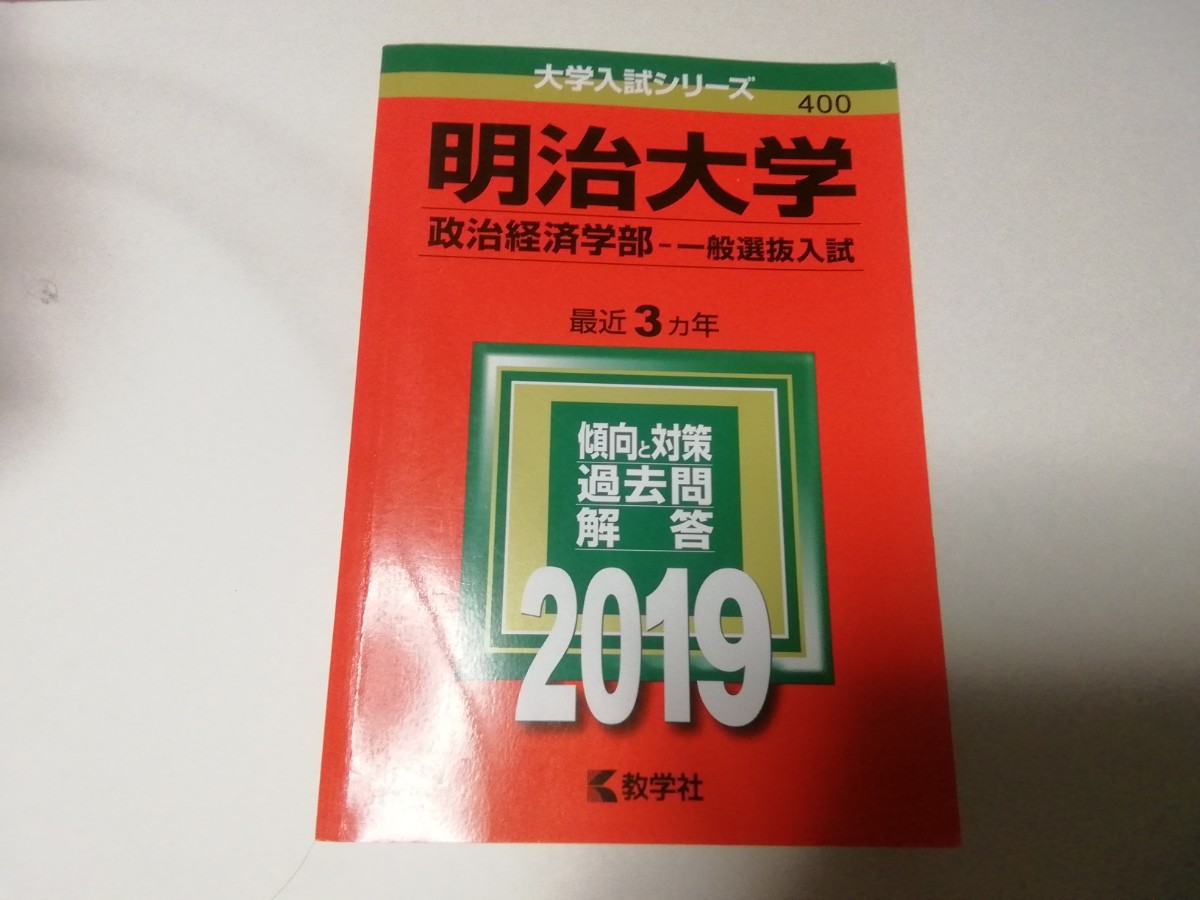 大学入試シリーズ
400
明治大学
政治経済学部-一般選抜入試
最近3カ年
傾向と対策
過去問
解答
2019
教学社